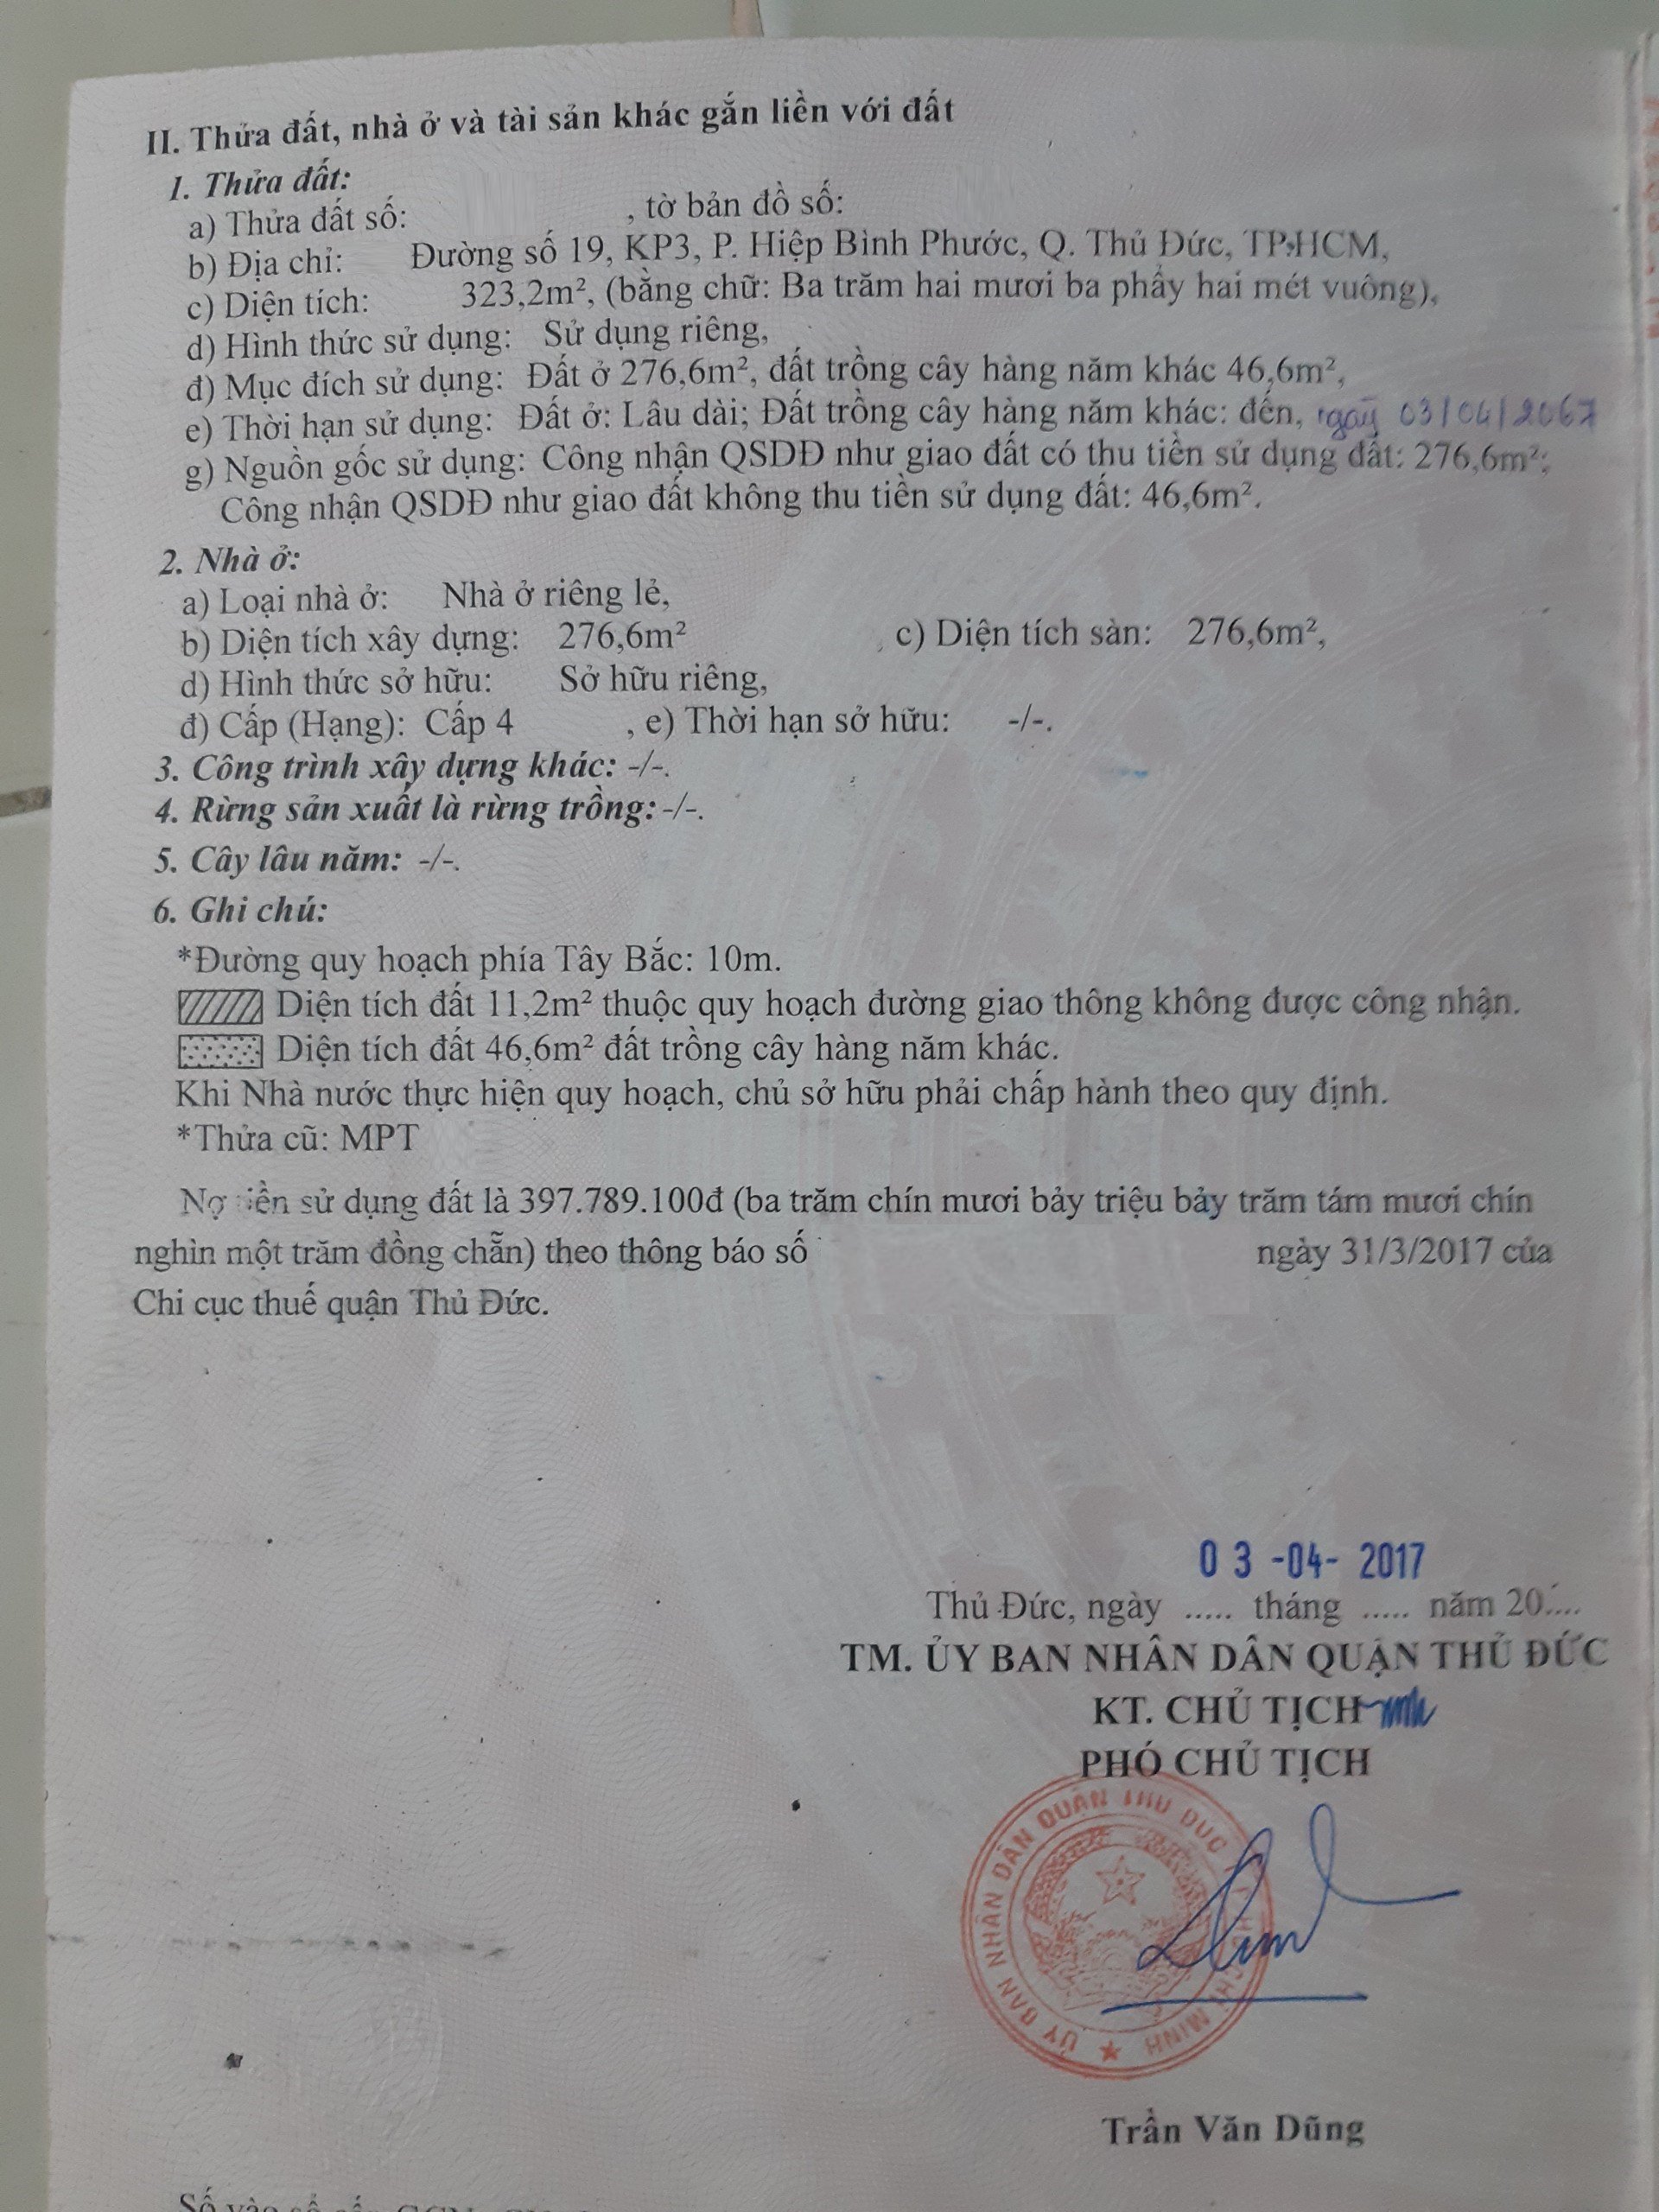 II. Thửa đất, nhà ở và tài sản khác gắn liền với đất
1. Thửa đất:
a) Thửa đất số: , tờ bản đồ số:
b) Địa chỉ: Đường số 19, KP3, P. Hiệp Bình Phước, Q. Thủ Đức, TP.HCM,
c) Diện tích: 323,2m², (bằng chữ: Ba trăm hai mươi ba phẩy hai mét vuông),
d) Hình thức sử dụng: Sử dụng riêng,
đ) Mục đích sử dụng: Đất ở 276,6m², đất trồng cây hàng năm khác 46,6m²,
e) Thời hạn sử dụng: Đất ở: Lâu dài; Đất trồng cây hàng năm khác: đến, ngày 03/04/2067
g) Nguồn gốc sử dụng: Công nhận QSDĐ như giao đất có thu tiền sử dụng đất: 276,6m²;
Công nhận QSDĐ như giao đất không thu tiền sử dụng đất: 46,6m².
2. Nhà ở:
a) Loại nhà ở: Nhà ở riêng lẻ,
b) Diện tích xây dựng: 276,6m² , c) Diện tích sàn: 276,6m²,
d) Hình thức sở hữu: Sở hữu riêng,
đ) Cấp (Hạng): Cấp 4 , e) Thời hạn sở hữu: -/-.
3. Công trình xây dựng khác: -/-.
4. Rừng sản xuất là rừng trồng: -/-.
5. Cây lâu năm: -/-.
6. Ghi chú:
*Đường quy hoạch phía Tây Bắc: 10m.
Diện tích đất 11,2m² thuộc quy hoạch đường giao thông không được công nhận.
Diện tích đất 46,6m² đất trồng cây hàng năm khác.
Khi Nhà nước thực hiện quy hoạch, chủ sở hữu phải chấp hành theo quy định.
*Thửa cũ: MPT
Nợ tiền sử dụng đất là 397.789.100đ (ba trăm chín mươi bảy triệu bảy trăm tám mươi chín
nghìn một trăm đồng chẵn) theo thông báo số ngày 31/3/2017 của
Chi cục thuế quận Thủ Đức.
03 -04- 2017
Thủ Đức, ngày ..... tháng ..... năm 20....
TM. ỦY BAN NHÂN DÂN QUẬN THỦ ĐỨC
KT. CHỦ TỊCH
PHÓ CHỦ TỊCH
ỦY BAN NHÂN DÂN QUẬN THỦ ĐỨC
Trần Văn Dũng